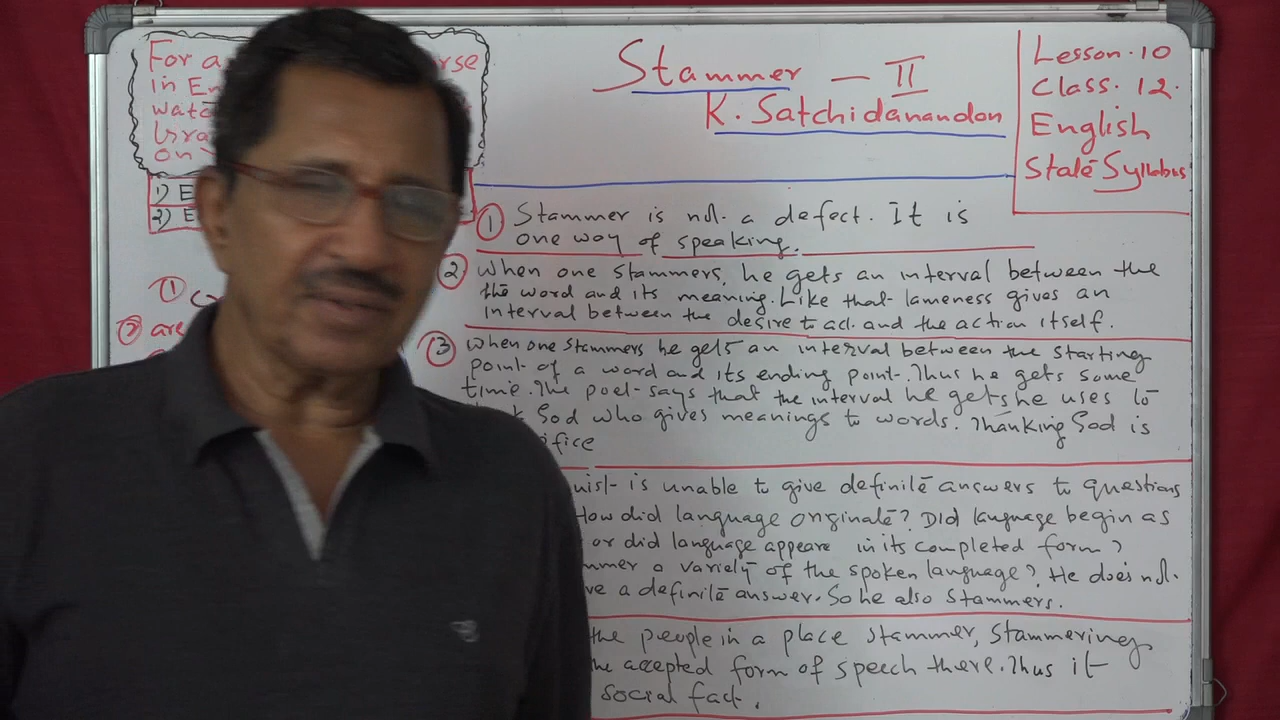 For a
in En
wat
Gra
on
1) E
2) E
①
② are
Stammer — II
K. Satchidanandan
Lesson. 10
Class. 12.
English
State Syllabus
① Stammer is not a defect. It is
one way of speaking.
② When one stammers, he gets an interval between the
the word and its meaning. Like that lameness gives an
interval between the desire to act and the action itself.
③ When one stammers he gets an interval between the starting
point of a word and its ending point. Thus he gets some
time. The poet says that the interval he gets he uses to
God who gives meanings to words. Thanking God is
ifice
uist is unable to give definite answers to questions
How did language originate? Did language begin as
or did language appeare in its completed form?
mmer a variety of the spoken language? He does not
ve a definite answer. So he also stammers.
the people in a place stammer, stammering
he accepted form of speech there. Thus it
social fact.